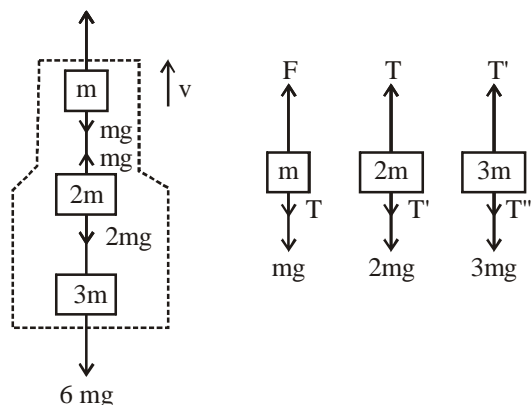 m
v
mg
mg
2m
2mg
3m
6 mg
F T T'
m 2m 3m
T T' T"
mg 2mg 3mg